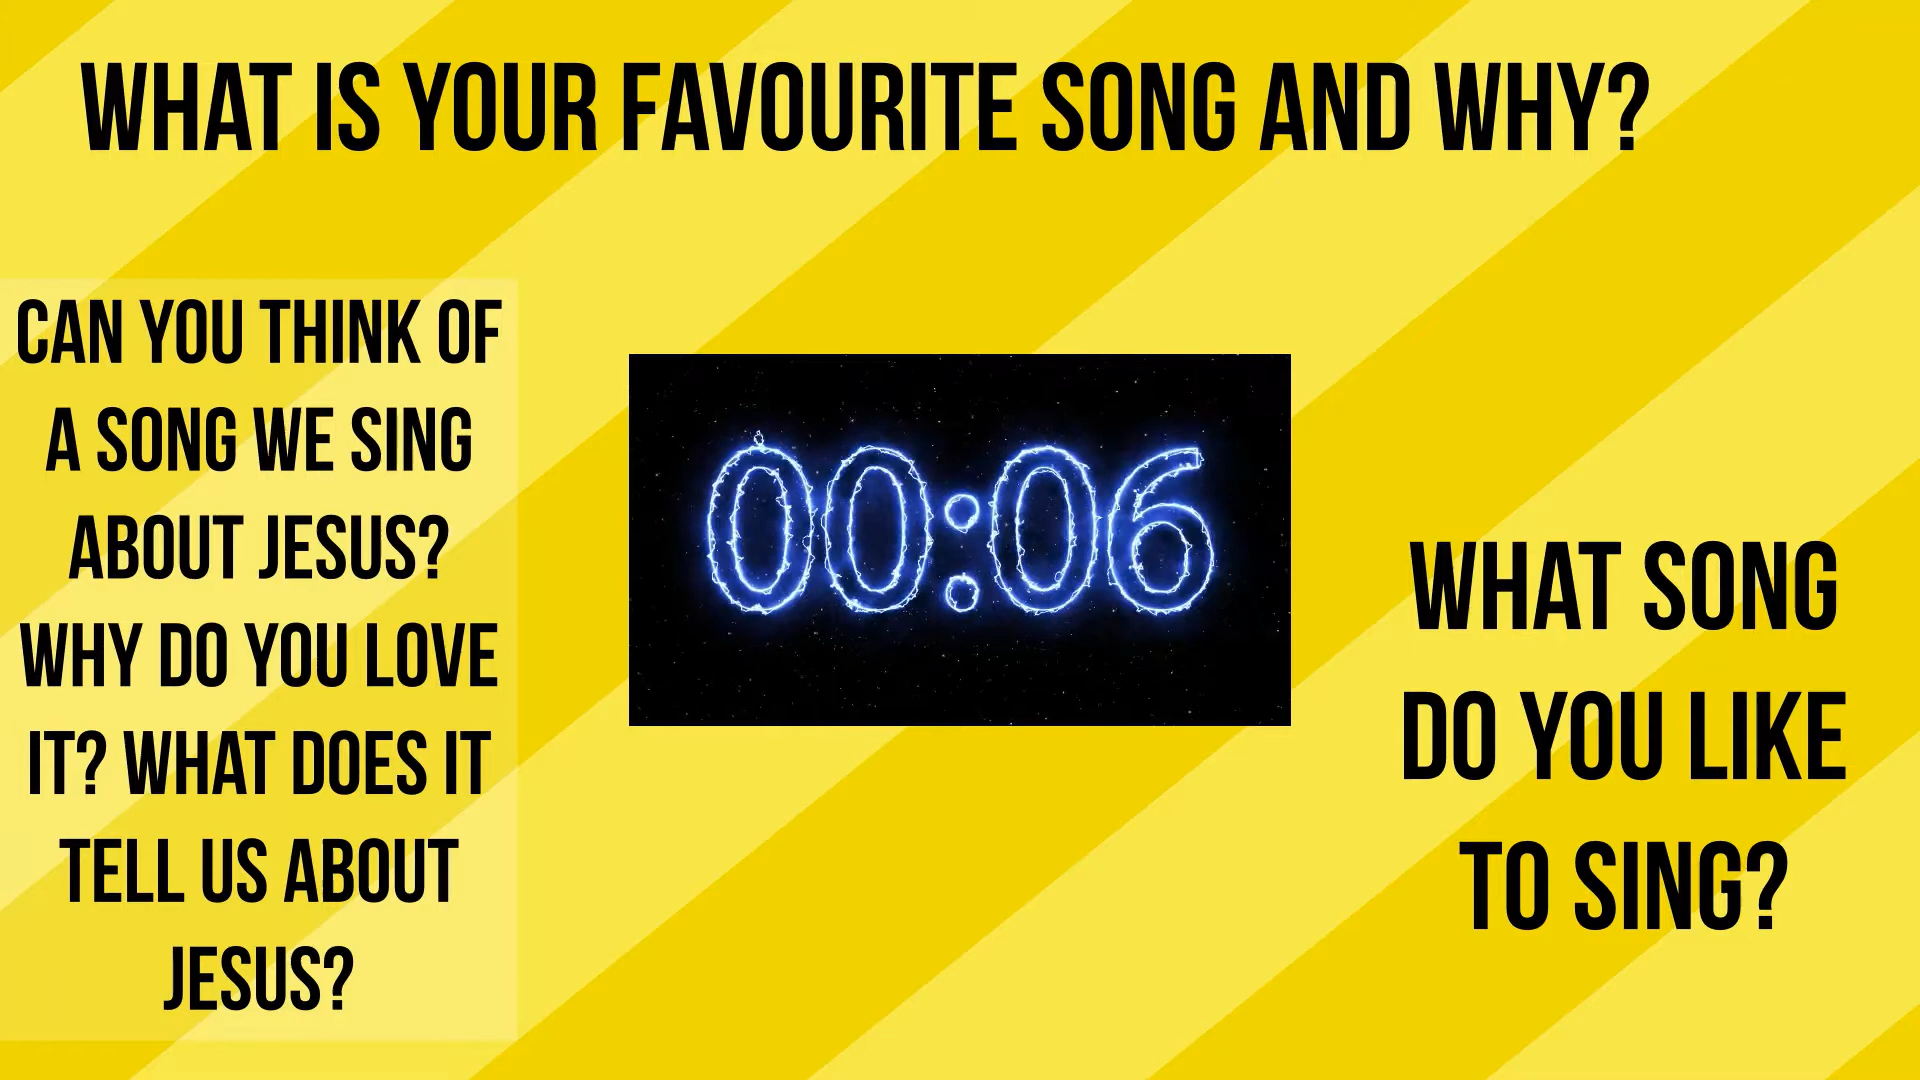 WHAT IS YOUR FAVOURITE SONG AND WHY?
CAN YOU THINK OF
A SONG WE SING
ABOUT JESUS?
WHY DO YOU LOVE
IT? WHAT DOES IT
TELL US ABOUT
JESUS?
00:06
WHAT SONG
DO YOU LIKE
TO SING?